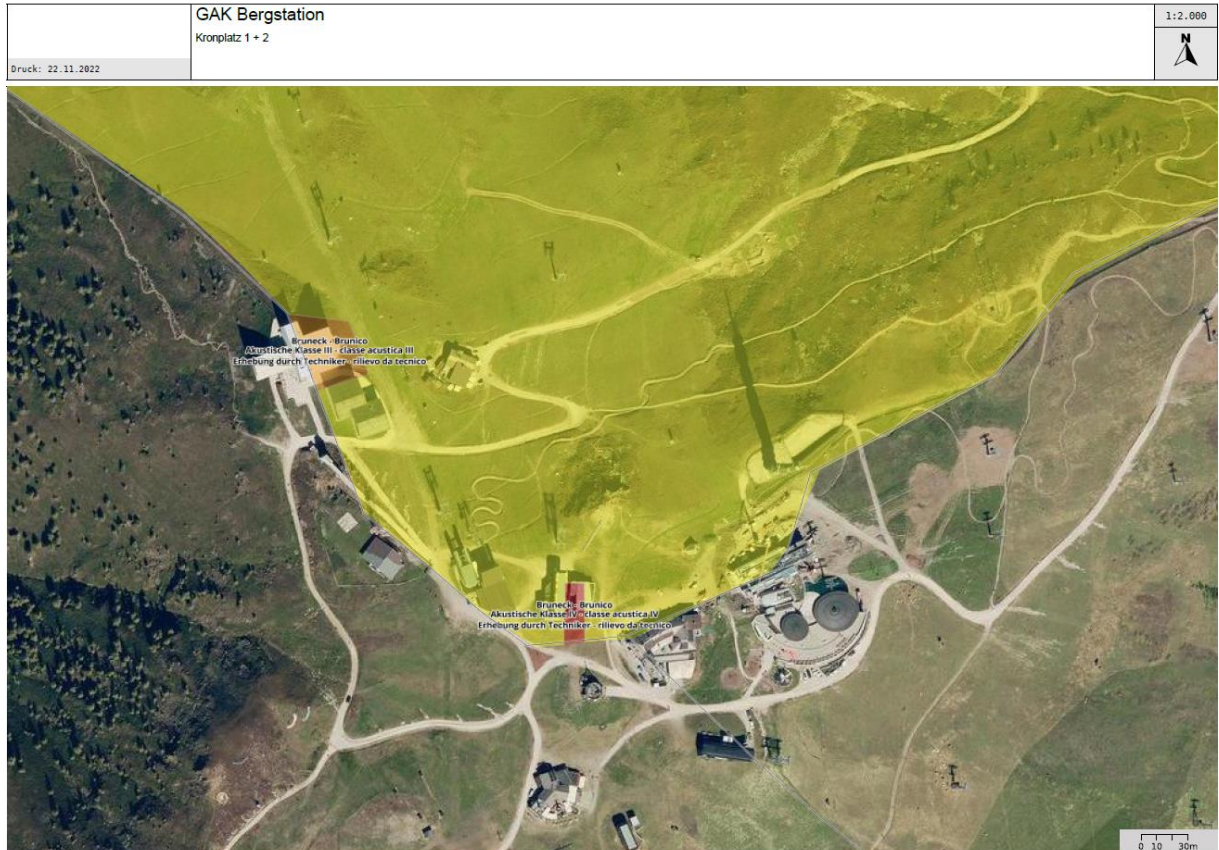 GAK Bergstation
Kronplatz 1 + 2
Druck: 22.11.2022
1:2.000
N
Bruneck - Brunico
Akustische Klasse III - classe acustica III
Erhebung durch Techniker - rilievo da tecnico
Bruneck - Brunico
Akustische Klasse IV - classe acustica IV
Erhebung durch Techniker - rilievo da tecnico
0 10 30m